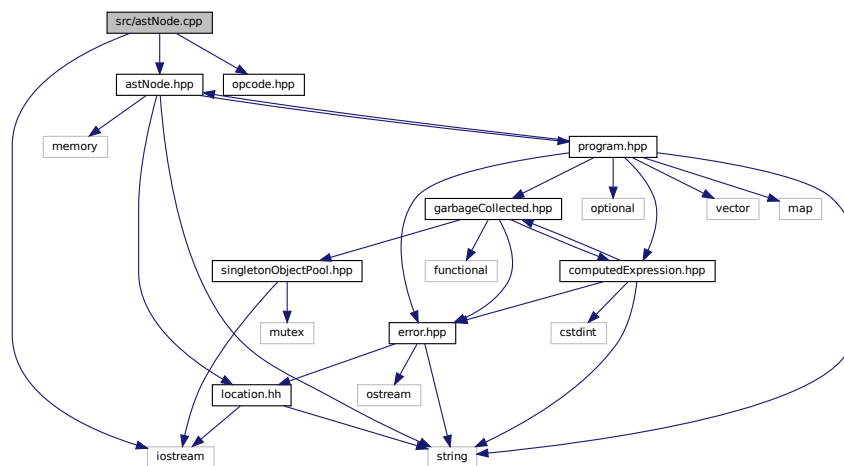 src/astNode.cpp
astNode.hpp
opcode.hpp
memory
program.hpp
garbageCollected.hpp
optional
vector
map
singletonObjectPool.hpp
functional
computedExpression.hpp
mutex
error.hpp
cstdint
location.hh
ostream
iostream
string